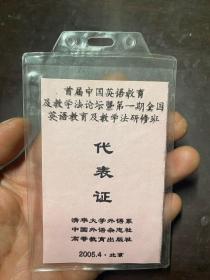 首届中国英语教育
及教学法论坛暨第一期全国
英语教育及教学法研修班
代表证
清华大学外语系
中国外语杂志社
高等教育出版社
2005.4·北京